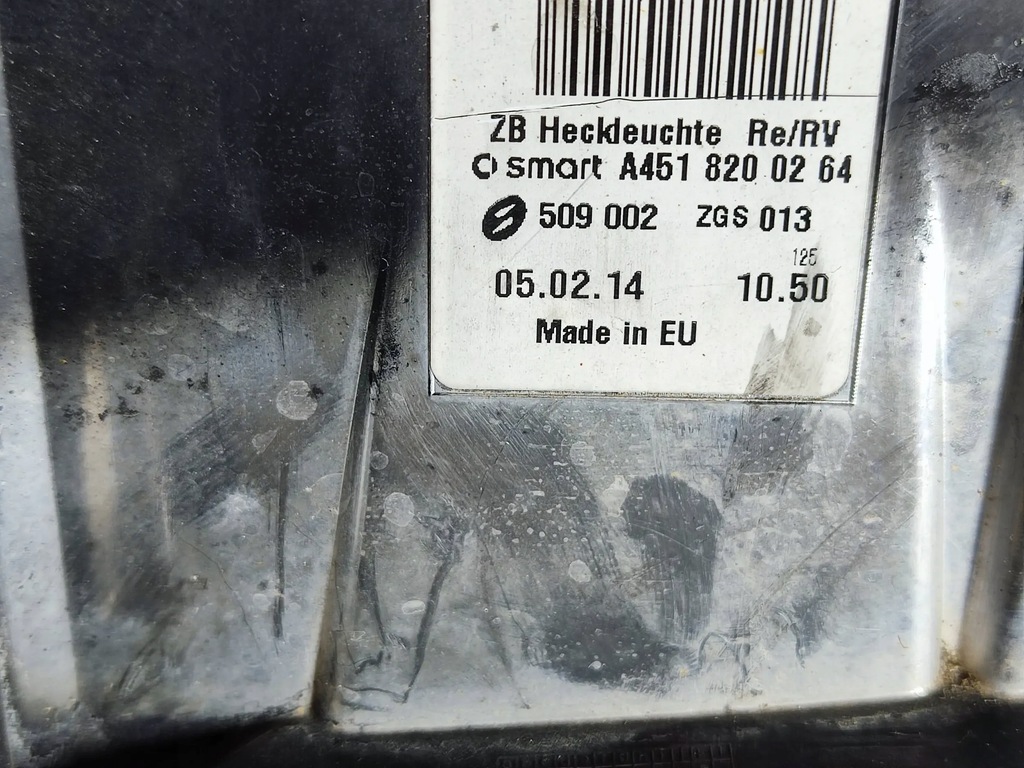 ZB Heckleuchte Re/RV
smart A451 820 02 64
509 002 ZGS 013
125
05.02.14 10.50
Made in EU